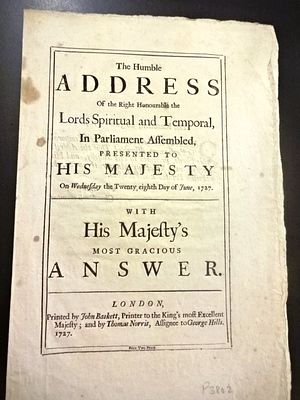 The Humble
ADDRESS
Of the Right Honourable the
Lords Spiritual and Temporal,
In Parliament Aſſembled,
PRESENTED TO
HIS MAJESTY
On Wedneſday the Twenty eighth Day of June, 1727.
WITH
His Majeſty's
MOST GRACIOUS
ANSWER.
LONDON,
Printed by John Baskett, Printer to the King's moſt Excellent
Majeſty; and by Thomas Norris, Aſſignee to George Hills.
1727.
Price Two Pence
P3802